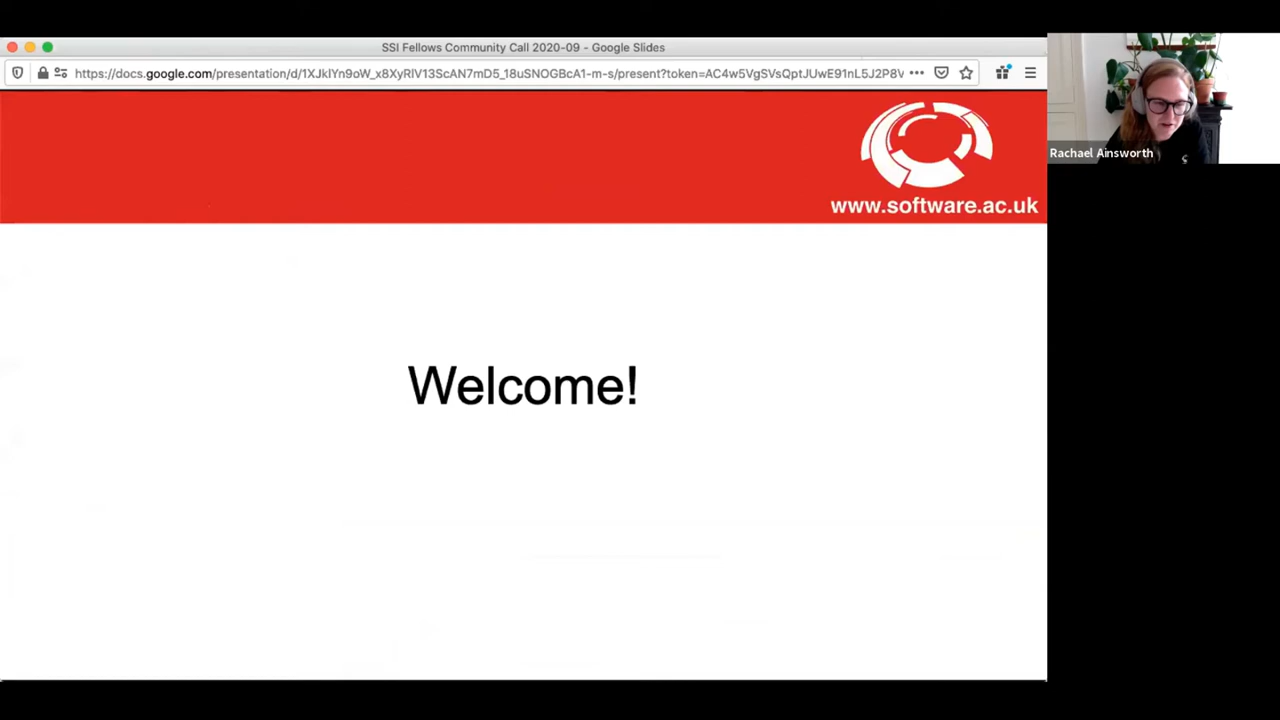 SSI Fellows Community Call 2020-09 - Google Slides
https://docs.google.com/presentation/d/1XJhtYn9oW_x8XyRlV13ScAN7mD5_18uSNOGBcA1-m-s/present?token=AC4w5VgSVsQptJUwE91nL5J2P8V
www.software.ac.uk
Rachael Ainsworth
Welcome!